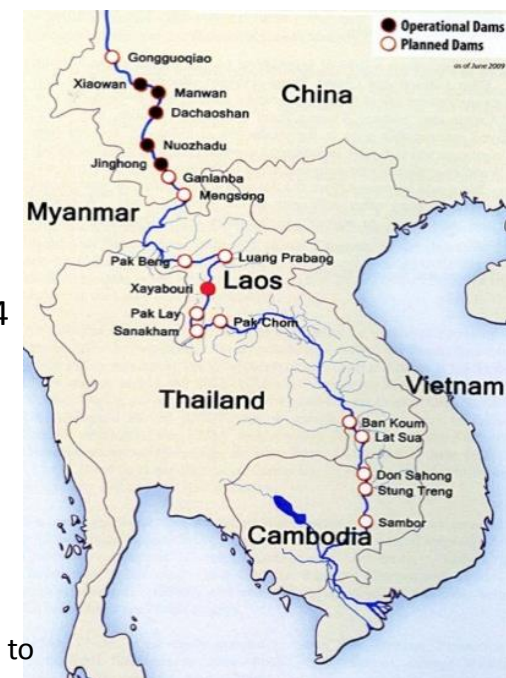 Operational Dams
Planned Dams
as of June 2009
Gongguoqiao
Xiaowan
Manwan
China
Dachaoshan
Nuozhadu
Jinghong
Ganlanba
Mengsong
Myanmar
Pak Beng
Luang Prabang
Xayabouri
Laos
4
Pak Lay
Pak Chom
Sanakham
Thailand
Vietnam
Ban Koum
Lat Sua
Don Sahong
Stung Treng
Sambor
Cambodia
to